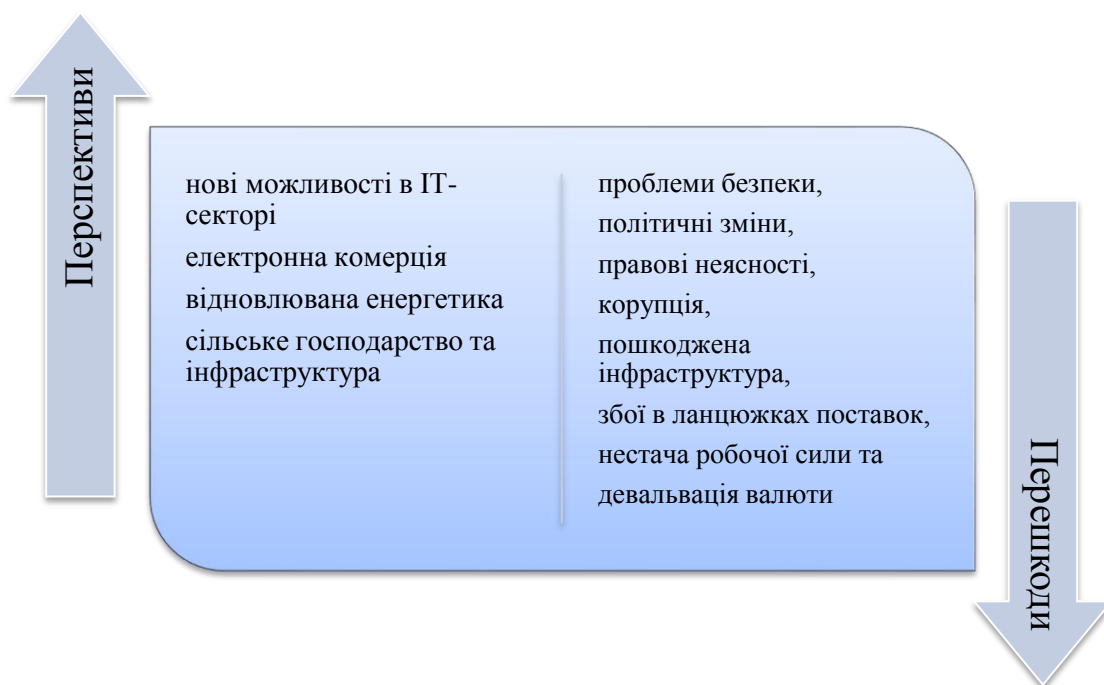 Перспективи
нові можливості в ІТ-
секторі
електронна комерція
відновлювана енергетика
сільське господарство та
інфраструктура
проблеми безпеки,
політичні зміни,
правові неясності,
корупція,
пошкоджена
інфраструктура,
збої в ланцюжках поставок,
нестача робочої сили та
девальвація валюти
Перешкоди